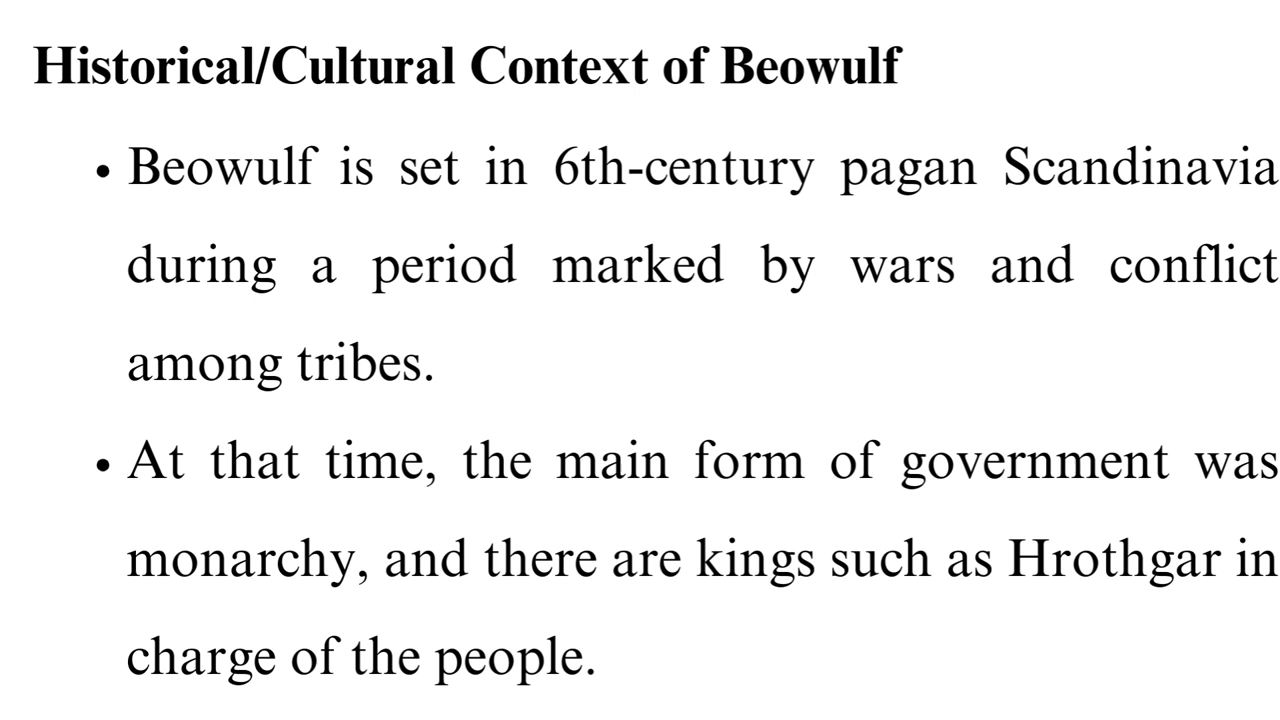 Historical/Cultural Context of Beowulf
• Beowulf is set in 6th-century pagan Scandinavia
during a period marked by wars and conflict
among tribes.
• At that time, the main form of government was
monarchy, and there are kings such as Hrothgar in
charge of the people.